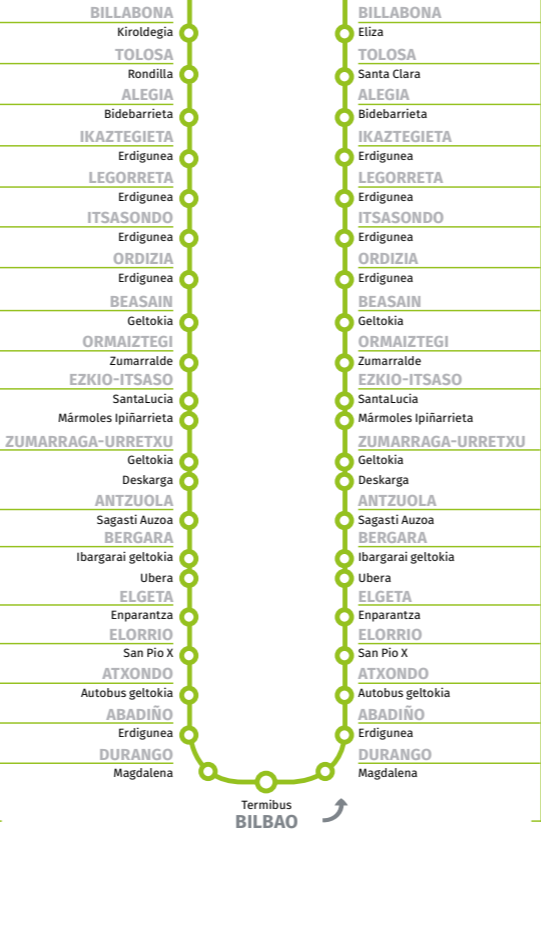 BILLABONA
Kiroldegia
TOLOSA
Rondilla
ALEGIA
Bidebarrieta
IKAZTEGIETA
Erdigunea
LEGORRETA
Erdigunea
ITSASONDO
Erdigunea
ORDIZIA
Erdigunea
BEASAIN
Geltokia
ORMAIZTEGI
Zumarralde
EZKIO-ITSASO
SantaLucia
Mármoles Ipiñarrieta
ZUMARRAGA-URRETXU
Geltokia
Deskarga
ANTZUOLA
Sagasti Auzoa
BERGARA
Ibargarai geltokia
Ubera
ELGETA
Enparantza
ELORRIO
San Pio X
ATXONDO
Autobus geltokia
ABADIÑO
Erdigunea
DURANGO
Magdalena
BILLABONA
Eliza
TOLOSA
Santa Clara
ALEGIA
Bidebarrieta
IKAZTEGIETA
Erdigunea
LEGORRETA
Erdigunea
ITSASONDO
Erdigunea
ORDIZIA
Erdigunea
BEASAIN
Geltokia
ORMAIZTEGI
Zumarralde
EZKIO-ITSASO
SantaLucia
Mármoles Ipiñarrieta
ZUMARRAGA-URRETXU
Geltokia
Deskarga
ANTZUOLA
Sagasti Auzoa
BERGARA
Ibargarai geltokia
Ubera
ELGETA
Enparantza
ELORRIO
San Pio X
ATXONDO
Autobus geltokia
ABADIÑO
Erdigunea
DURANGO
Magdalena
Termibus
BILBAO